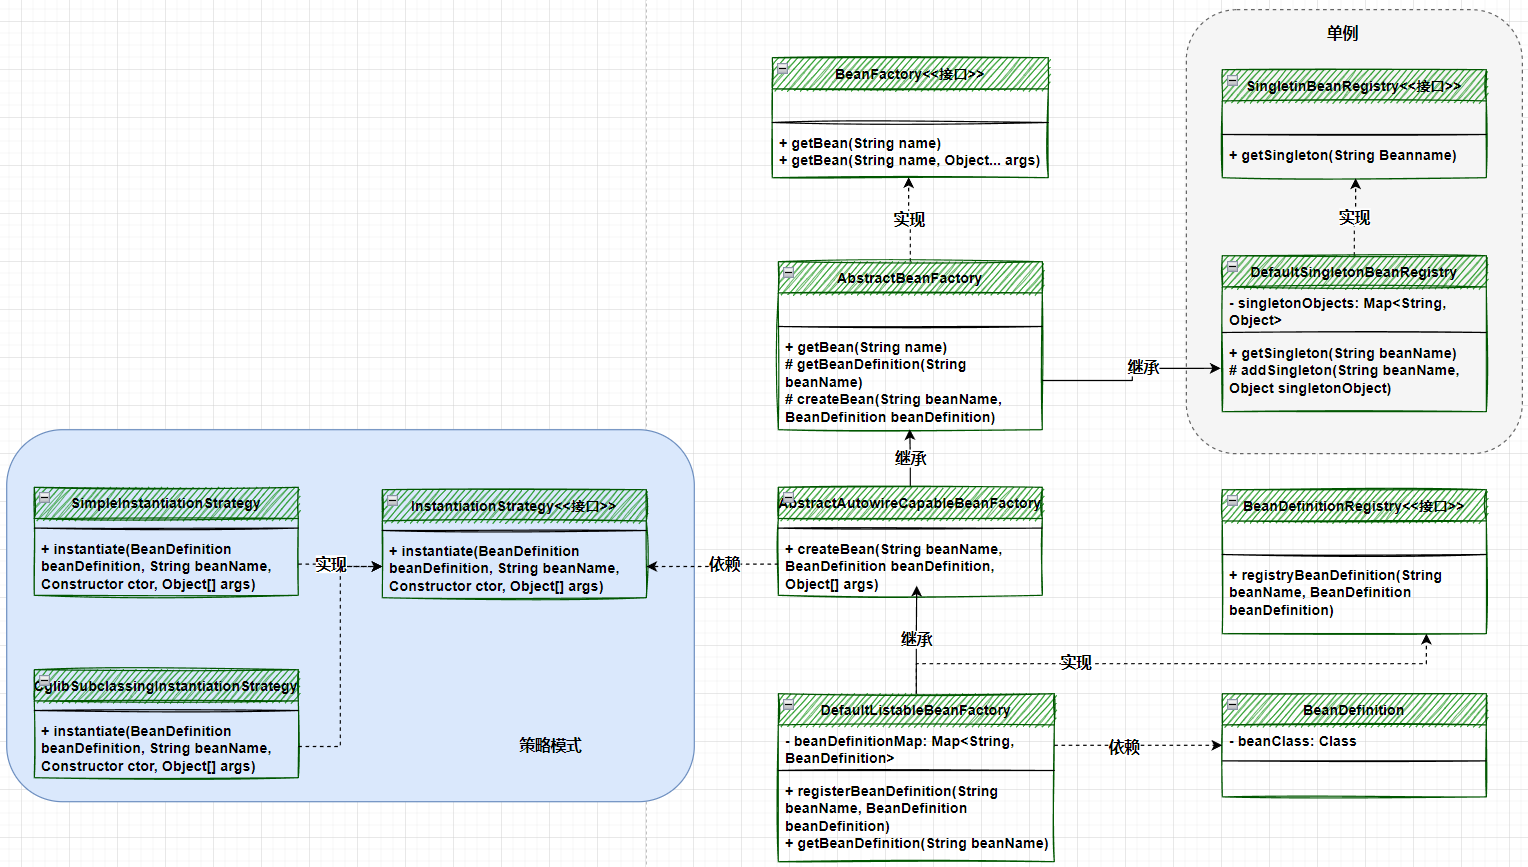 单例
BeanFactory<<接口>>
+ getBean(String name)
+ getBean(String name, Object... args)
SingletinBeanRegistry<<接口>>
+ getSingleton(String Beanname)
实现
实现
AbstractBeanFactory
+ getBean(String name)
# getBeanDefinition(String
beanName)
# createBean(String beanName,
BeanDefinition beanDefinition)
继承
DefaultSingletonBeanRegistry
- singletonObjects: Map<String,
Object>
+ getSingleton(String beanName)
# addSingleton(String beanName,
Object singletonObject)
继承
SimpleInstantiationStrategy
+ instantiate(BeanDefinition
beanDefinition, String beanName,
Constructor ctor, Object[] args)
实现
InstantiationStrategy<<接口>>
+ instantiate(BeanDefinition
beanDefinition, String beanName,
Constructor ctor, Object[] args)
依赖
AbstractAutowireCapableBeanFactory
+ createBean(String beanName,
BeanDefinition beanDefinition,
Object[] args)
BeanDefinitionRegistry<<接口>>
+ registryBeanDefinition(String
beanName, BeanDefinition
beanDefinition)
继承
实现
CglibSubclassingInstantiationStrategy
+ instantiate(BeanDefinition
beanDefinition, String beanName,
Constructor ctor, Object[] args)
策略模式
DefaultListableBeanFactory
- beanDefinitionMap: Map<String,
BeanDefinition>
+ registerBeanDefinition(String
beanName, BeanDefinition
beanDefinition)
+ getBeanDefinition(String beanName)
依赖
BeanDefinition
- beanClass: Class